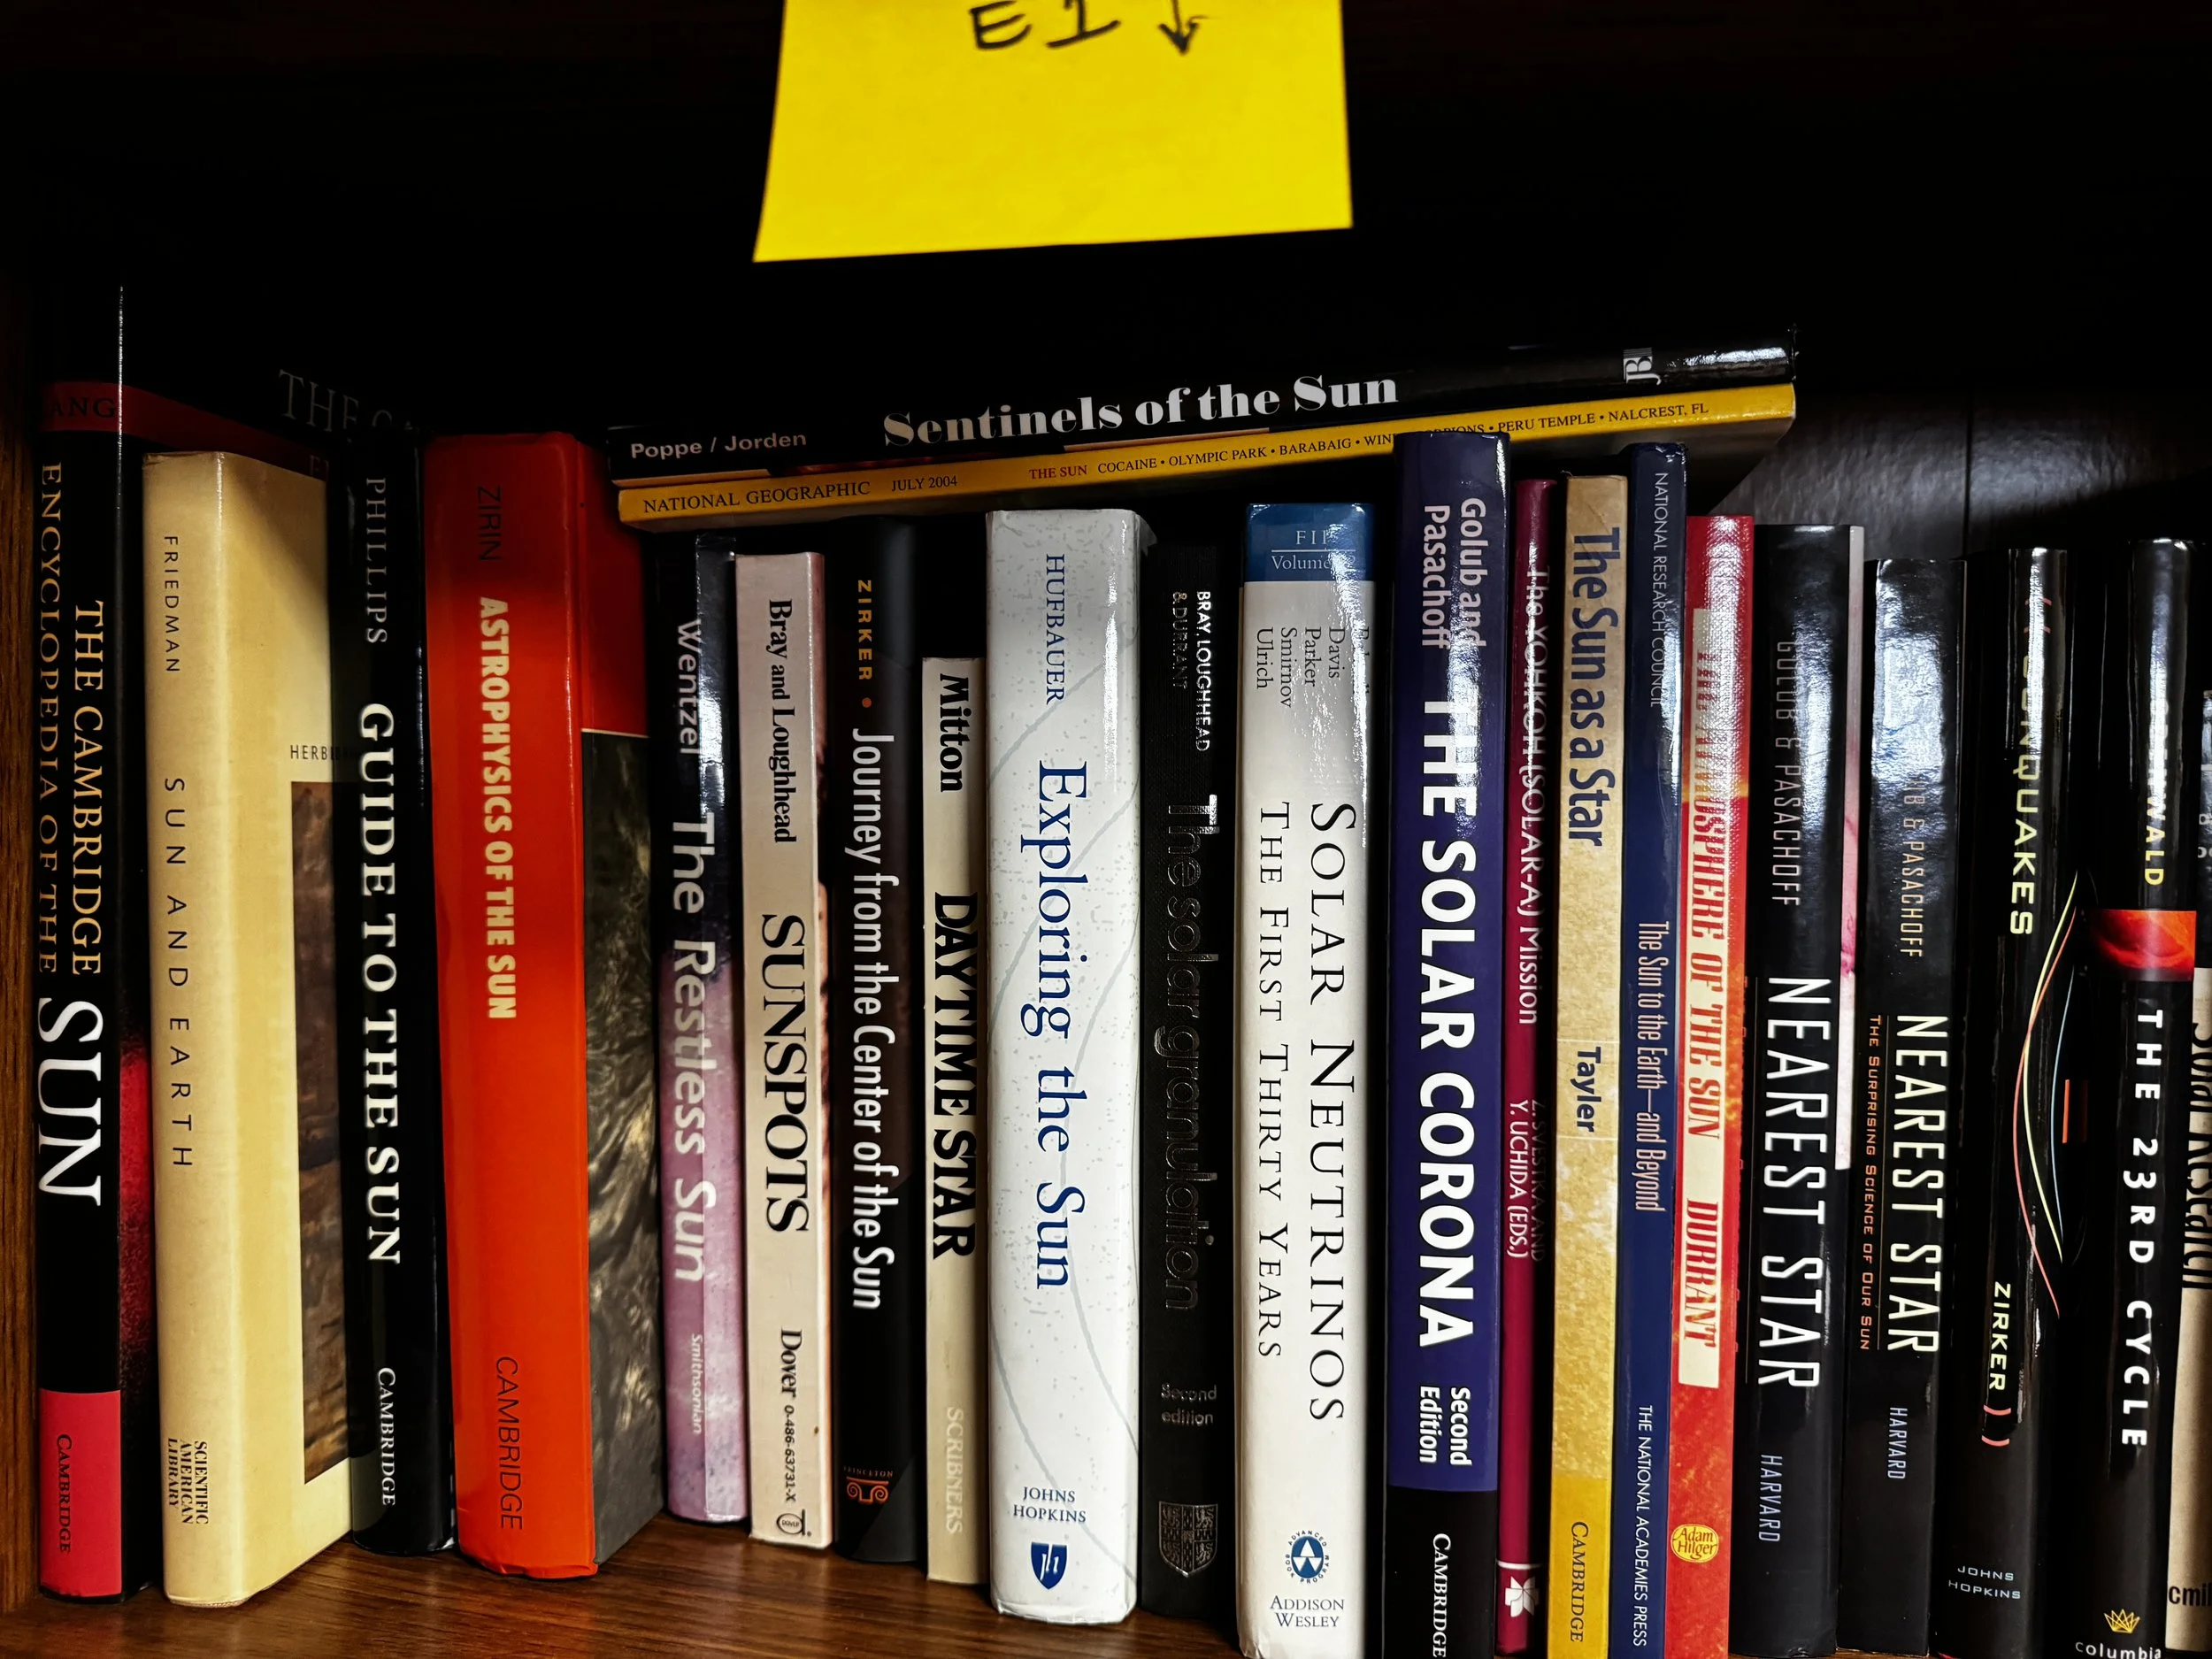 E1 ↓
Poppe / Jorden Sentinels of the Sun
NATIONAL GEOGRAPHIC JULY 2004 THE SUN COCAINE • OLYMPIC PARK • BARABAIG • PERU TEMPLE • NALCREST, FL
THE CAMBRIDGE
ENCYCLOPEDIA OF THE
SUN
CAMBRIDGE
FRIEDMAN
SUN AND EARTH
SCIENTIFIC
AMERICAN
LIBRARY
PHILLIPS
GUIDE TO THE SUN
CAMBRIDGE
ZIRIN
ASTROPHYSICS OF THE SUN
CAMBRIDGE
Wentzel
The Restless Sun
Smithsonian
Bray and Loughhead
SUNSPOTS
Dover 0-486-63731-X
ZIRKER • Journey from the Center of the Sun
PRINCETON
Mitton
DAYTIME STAR
SCRIBNERS
HUFBAUER
Exploring the Sun
JOHNS
HOPKINS
BRAY, LOUGHHEAD
& DURRANT
The solar granulation
Second
edition
Davis
Parker
Smirnov
Ulrich
SOLAR NEUTRINOS
THE FIRST THIRTY YEARS
ADDISON
WESLEY
Golub and
Pasachoff
THE SOLAR CORONA
Second
Edition
CAMBRIDGE
The YOHKOH (SOLAR-A) Mission
Z. SVESTKA AND
Y. UCHIDA (EDS.)
The Sun as a Star
Tayler
CAMBRIDGE
NATIONAL RESEARCH COUNCIL
The Sun to the Earth—and Beyond
THE NATIONAL ACADEMIES PRESS
OF THE SUN
DURRANT
Adam
Hilger
GOLUB & PASACHOFF
NEAREST STAR
HARVARD
& PASACHOFF
NEAREST STAR
THE SURPRISING SCIENCE OF OUR SUN
HARVARD
SUNQUAKES
ZIRKER
JOHNS
HOPKINS
THE 23RD CYCLE
columbia